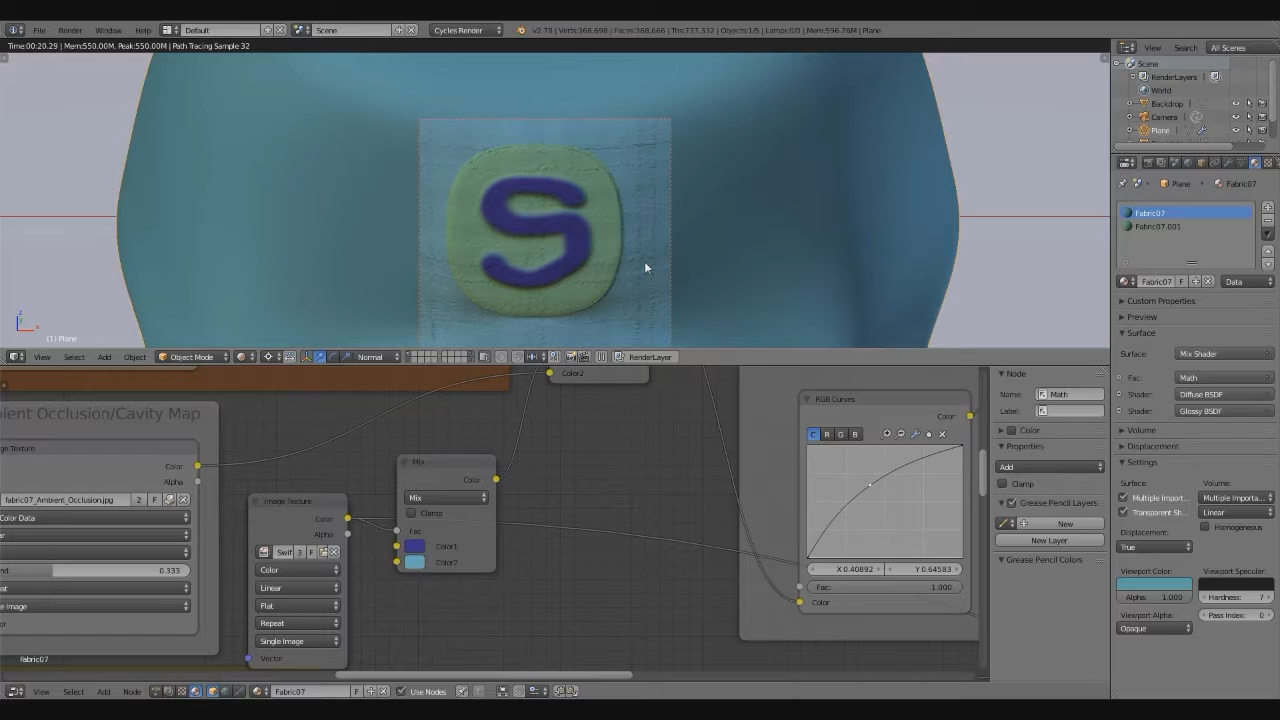 File Render Window Help Default Scene Cycles Render v2.78 | Verts:368.698 | Faces:368.666 | Tris:737.332 | Objects:1/5 | Lamps:0/0 | Mem:596.76M | Plane
Time:00:20.29 | Mem:550.00M, Peak:550.00M | Path Tracing Sample 32
View Search All Scenes
Scene
RenderLayers
World
Backdrop
Camera
Plane
S
z
x
(1) Plane
View Select Add Object Object Mode Normal RenderLayer
Plane Fabric07
Fabric07
Fabric07.001
Fabric07 F Data
Custom Properties
Preview
Surface
Surface: Mix Shader
Fac: Math
Shader: Diffuse BSDF
Shader: Glossy BSDF
Volume
Displacement
Settings
Surface: Volume:
Multiple Import... Multiple Importa...
Transparent Sh... Linear
Homogeneous
Displacement:
True
Viewport Color: Viewport Specular:
Alpha: 1.000 Hardness: 7
Viewport Alpha: Pass Index: 0
Opaque
Color2
bient Occlusion/Cavity Map
ge Texture
Color
Alpha
fabric07_Ambient_Occlusion.jpg 2 F
Color Data
ar
nd: 0.333
at
le Image
or
fabric07
Image Texture
Color
Alpha
Swif 3 F
Color
Linear
Flat
Repeat
Single Image
Vector
Mix
Color
Mix
Clamp
Fac
Color1
Color2
RGB Curves
Color
C R G B
X 0.40892 Y 0.64583
Fac: 1.000
Color
Node
Name: Math
Label:
Color
Properties
Add
Clamp
Grease Pencil Layers
New
New Layer
Grease Pencil Colors
View Select Add Node Fabric07 F Use Nodes